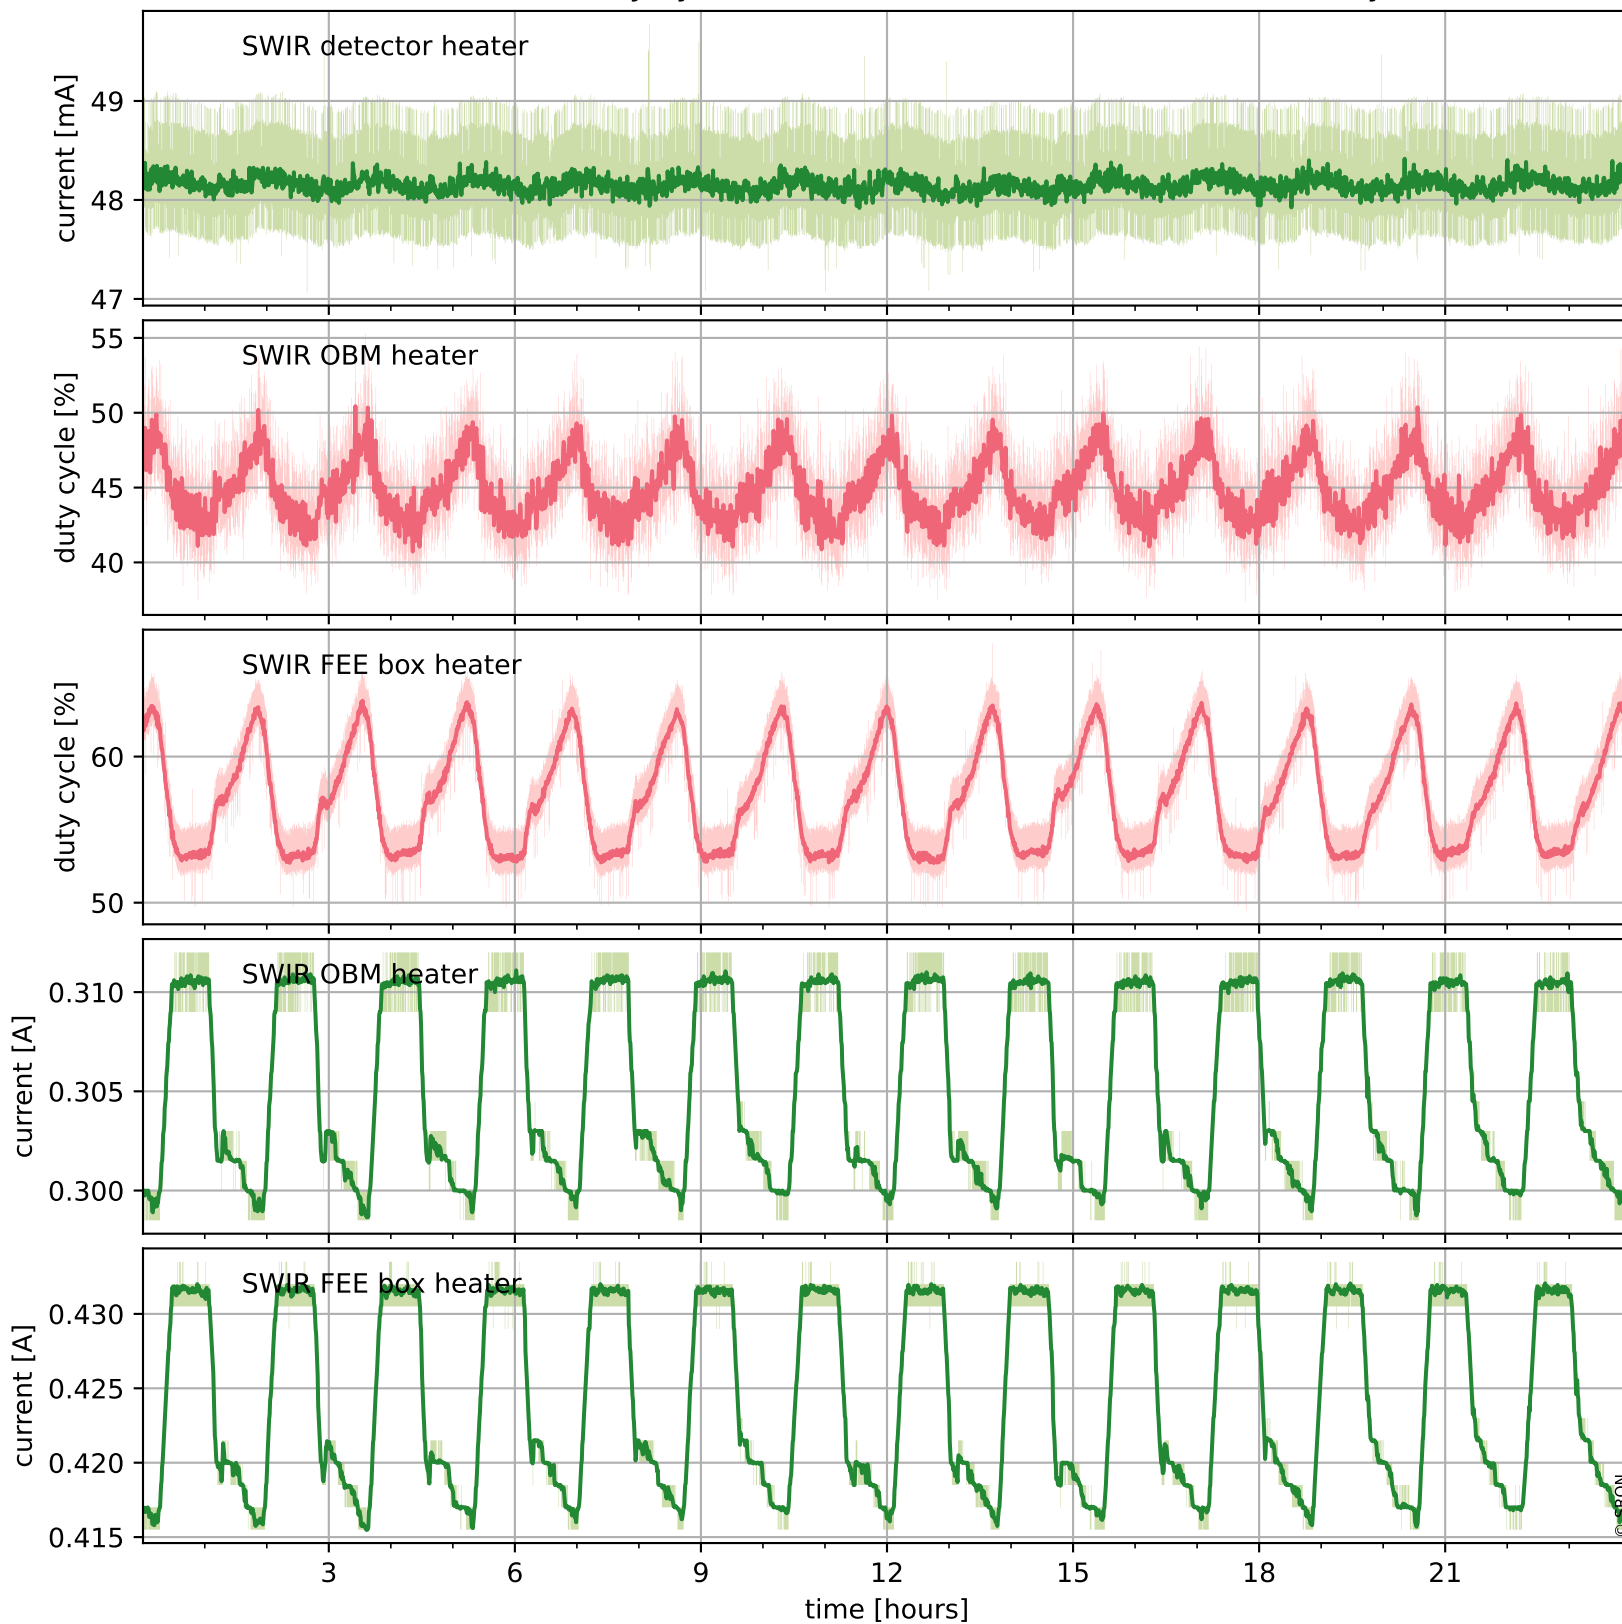 SWIR detector heater
current [mA]
49
48
47
SWIR OBM heater
duty cycle [%]
55
50
45
40
SWIR FEE box heater
duty cycle [%]
60
50
SWIR OBM heater
current [A]
0.310
0.305
0.300
SWIR FEE box heater
current [A]
0.430
0.425
0.420
0.415
© SRON
3 6 9 12 15 18 21
time [hours]